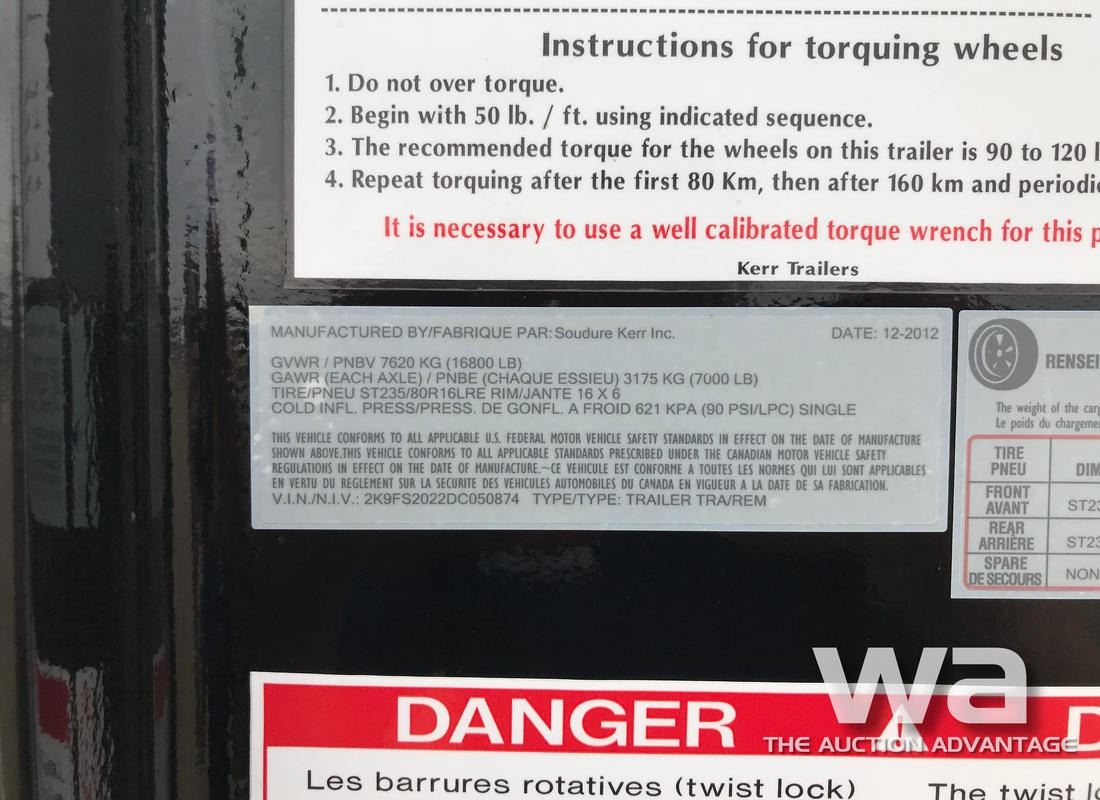 Instructions for torquing wheels
1. Do not over torque.
2. Begin with 50 lb. / ft. using indicated sequence.
3. The recommended torque for the wheels on this trailer is 90 to 120
4. Repeat torquing after the first 80 Km, then after 160 km and
It is necessary to use a well calibrated torque wrench for this
Kerr Trailers
MANUFACTURED BY/FABRIQUE PAR: Soudure Kerr Inc. DATE: 12-2012
GVWR / PNBV 7620 KG (16800 LB)
GAWR (EACH AXLE) / PNBE (CHAQUE ESSIEU) 3175 KG (7000 LB)
TIRE/PNEU ST235/80R16LRE RIM/JANTE 16 X 6
COLD INFL. PRESS/PRESS. DE GONFL. A FROID 621 KPA (90 PSI/LPC) SINGLE
THIS VEHICLE CONFORMS TO ALL APPLICABLE U.S. FEDERAL MOTOR VEHICLE SAFETY STANDARDS IN EFFECT ON THE DATE OF MANUFACTURE
SHOWN ABOVE.THIS VEHICLE CONFORMS TO ALL APPLICABLE STANDARDS PRESCRIBED UNDER THE CANADIAN MOTOR VEHICLE SAFETY
REGULATIONS IN EFFECT ON THE DATE OF MANUFACTURE.~CE VEHICULE EST CONFORME A TOUTES LES NORMES QUI LUI SONT APPLICABLES
EN VERTU DU REGLEMENT SUR LA SECURITE DES VEHICULES AUTOMOBILES DU CANADA EN VIGUEUR A LA DATE DE SA FABRICATION.
V.I.N./N.I.V.: 2K9FS2022DC050874 TYPE/TYPE: TRAILER TRA/REM
RENSEI
The weight of the
Le poids du
TIRE
PNEU DIM
FRONT
AVANT ST23
REAR
ARRIÈRE ST23
SPARE
DE SECOURS NON
DANGER D
Les barrures rotatives (twist lock) The twist
wa
THE AUCTION ADVANTAGE